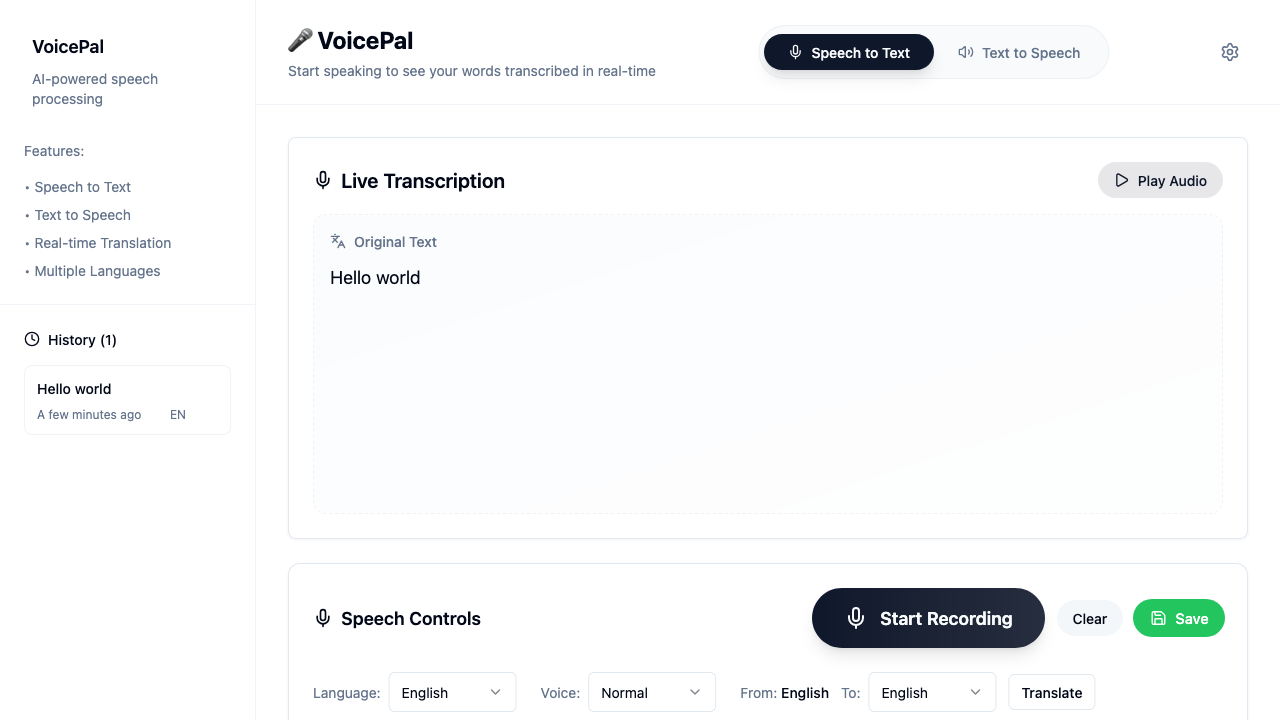 VoicePal
AI-powered speech
processing
Features:
• Speech to Text
• Text to Speech
• Real-time Translation
• Multiple Languages
History (1)
Hello world
A few minutes ago EN
🎤 VoicePal
Start speaking to see your words transcribed in real-time
Speech to Text
Text to Speech
Live Transcription
Play Audio
Original Text
Hello world
Speech Controls
Start Recording
Clear
Save
Language: English Voice: Normal From: English To: English Translate